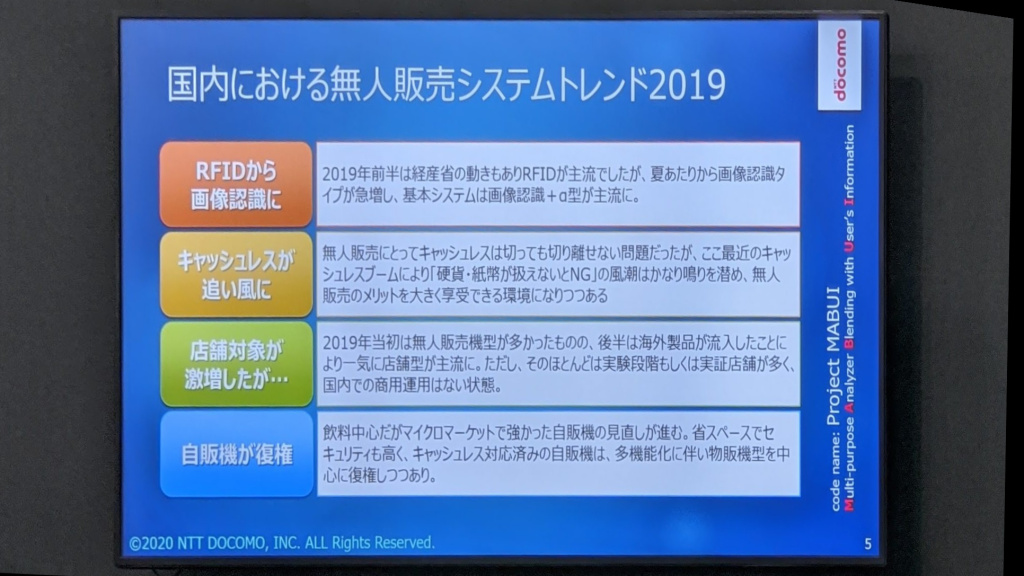 国内における無人販売システムトレンド2019
döcomo
RFIDから
画像認識に
2019年前半は経産省の動きもありRFIDが主流でしたが、夏あたりから画像認識タ
イプが急増し、基本システムは画像認識+α型が主流に。
キャッシュレスが
追い風に
無人販売にとってキャッシュレスは切っても切り離せない問題だったが、ここ最近のキャッ
シュレスブームにより「硬貨・紙幣が扱えないとNG」の風潮はかなり鳴りを潜め、無人
販売のメリットを大きく享受できる環境になりつつある
店舗対象が
激増したが…
2019年当初は無人販売機型が多かったものの、後半は海外製品が流入したことに
より一気に店舗型が主流に。ただし、そのほとんどは実験段階もしくは実証店舗が多く、
国内での商用運用はない状態。
自販機が復権
飲料中心だがマイクロマーケットで強かった自販機の見直しが進む。省スペースでセ
キュリティも高く、キャッシュレス対応済みの自販機は、多機能化に伴い物販機型を中
心に復権しつつあり。
code name: Project MABUI
Multi-purpose Analyzer Blending with User's Information
©2020 NTT DOCOMO, INC. ALL Rights Reserved.
5